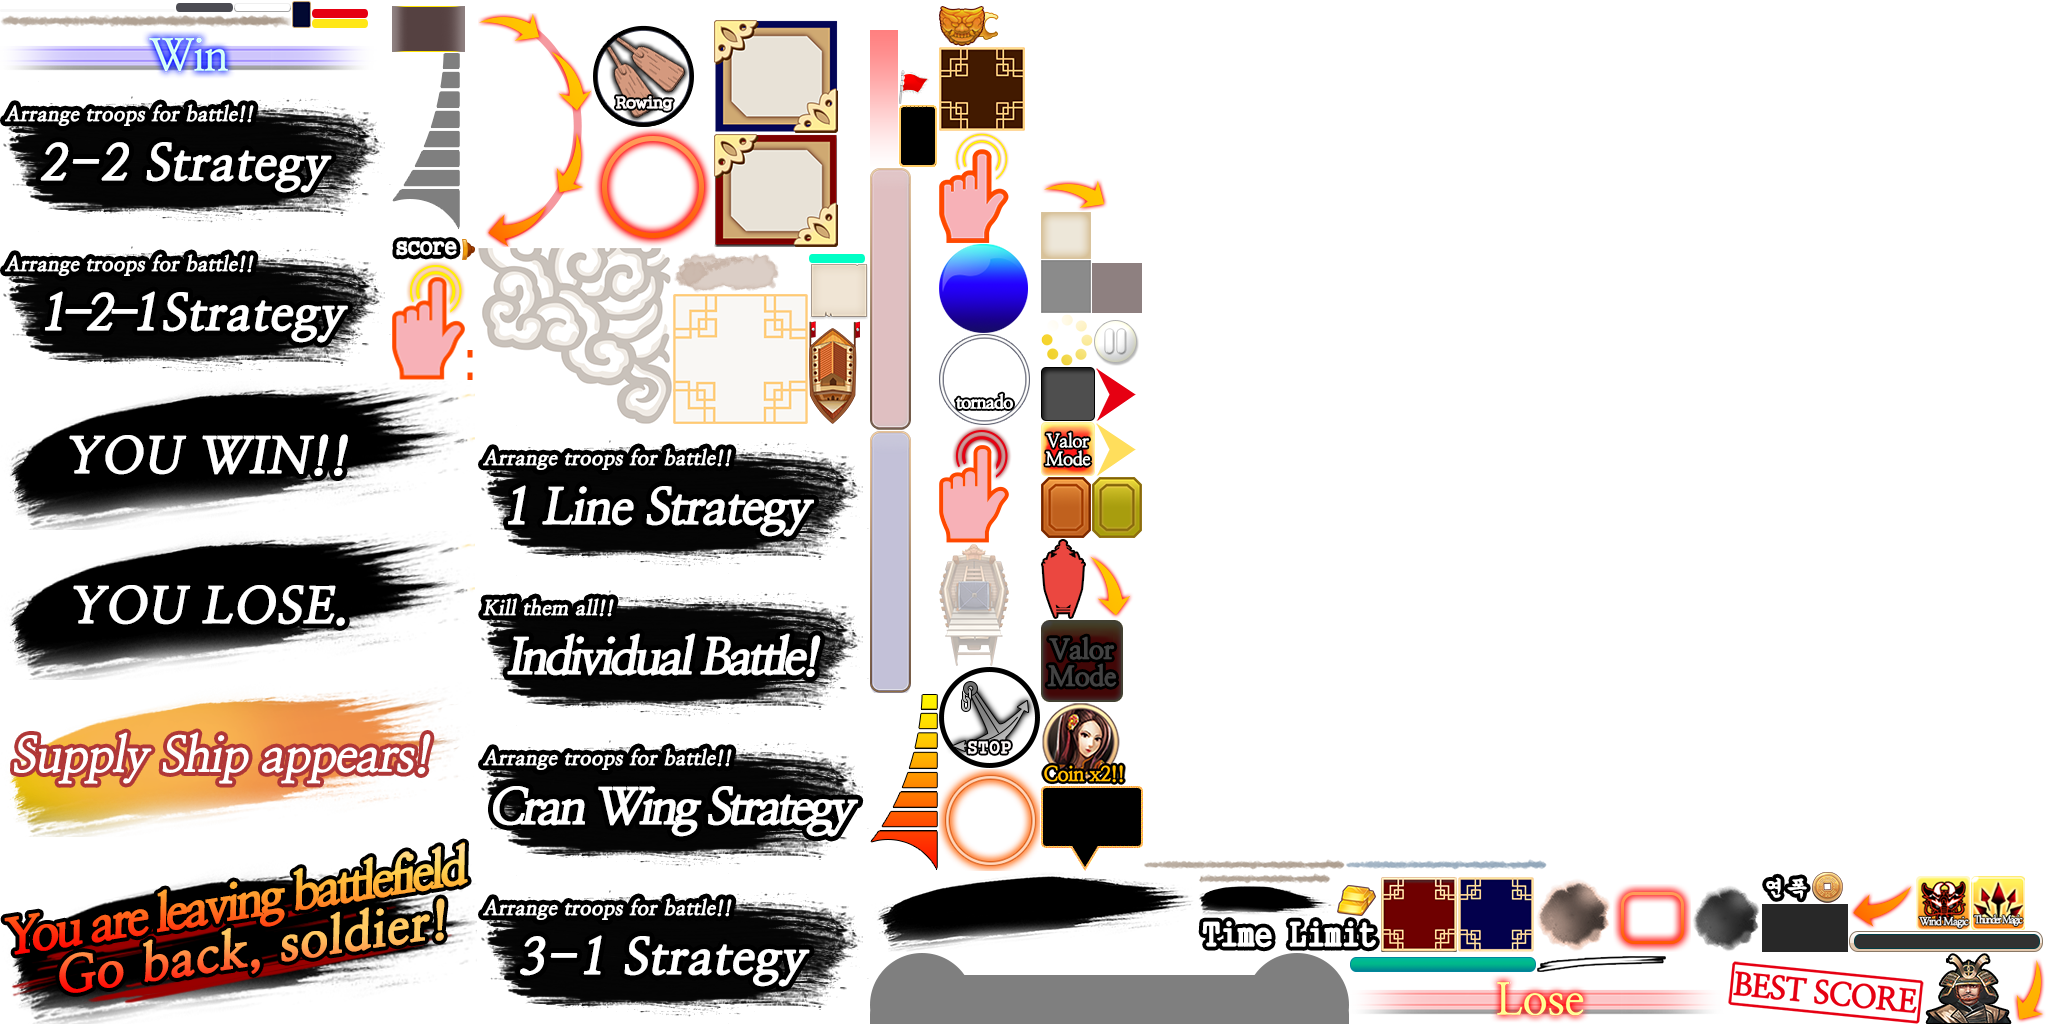 Win
Arrange troops for battle!!
2-2 Strategy
Arrange troops for battle!!
1-2-1 Strategy
YOU WIN!!
YOU LOSE.
Supply Ship appears!
You are leaving battlefield
Go back, soldier!
score
Rowing
Arrange troops for battle!!
1 Line Strategy
Kill them all!!
Individual Battle!
Arrange troops for battle!!
Cran Wing Strategy
Arrange troops for battle!!
3-1 Strategy
tornado
STOP
Valor
Mode
Valor
Mode
Coin x2!!
Time Limit
연폭
Wind Magic
Thunder Magic
Lose
BEST SCORE